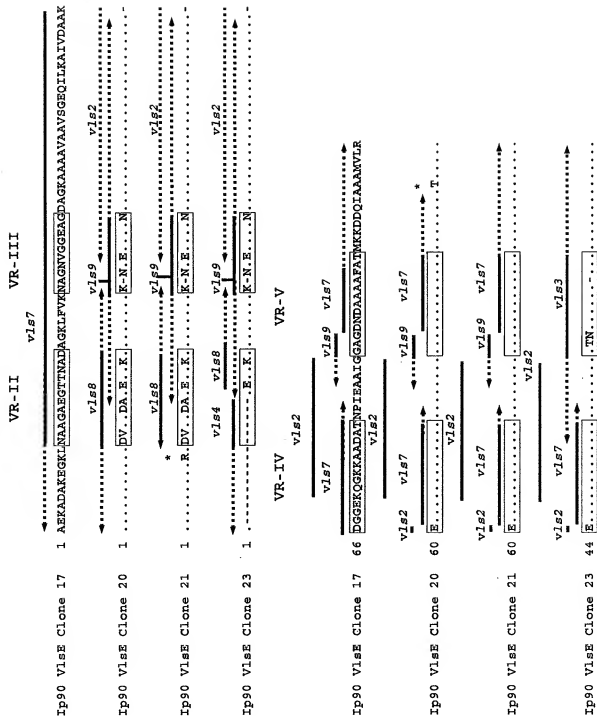 VR-II VR-III
vls7
Ip90 VlsE Clone 17 1 AEKADAKEGKLNAAGAEGTTNADAGKLFVKNAGNVGGEAGDAGKAAAAVAAVSGEQILKAIVDAAK
vls8 vls9 vls2
Ip90 VlsE Clone 20 1 ...........DV..DA.E..K..........K-N.E...N
vls8 vls9 vls2
*
Ip90 VlsE Clone 21 1 ..........R.DV..DA.E..K..........K-N.E...N
vls4 vls8 vls9 vls2
Ip90 VlsE Clone 23 1 E..K..........K-N.E...N
VR-IV VR-V
vls2
vls7 vls9 vls7
Ip90 VlsE Clone 17 66 DGGEKQGKKAADATNPIEAAIGGAGDNDAAAAFATMKKDDQIAAAMVLR
vls2
vls2 vls7 vls9 vls7
*
Ip90 VlsE Clone 20 60 E T
vls2
vls2 vls7 vls9 vls7
Ip90 VlsE Clone 21 60 E
vls2
vls2 vls7 vls3
Ip90 VlsE Clone 23 44 E TN -